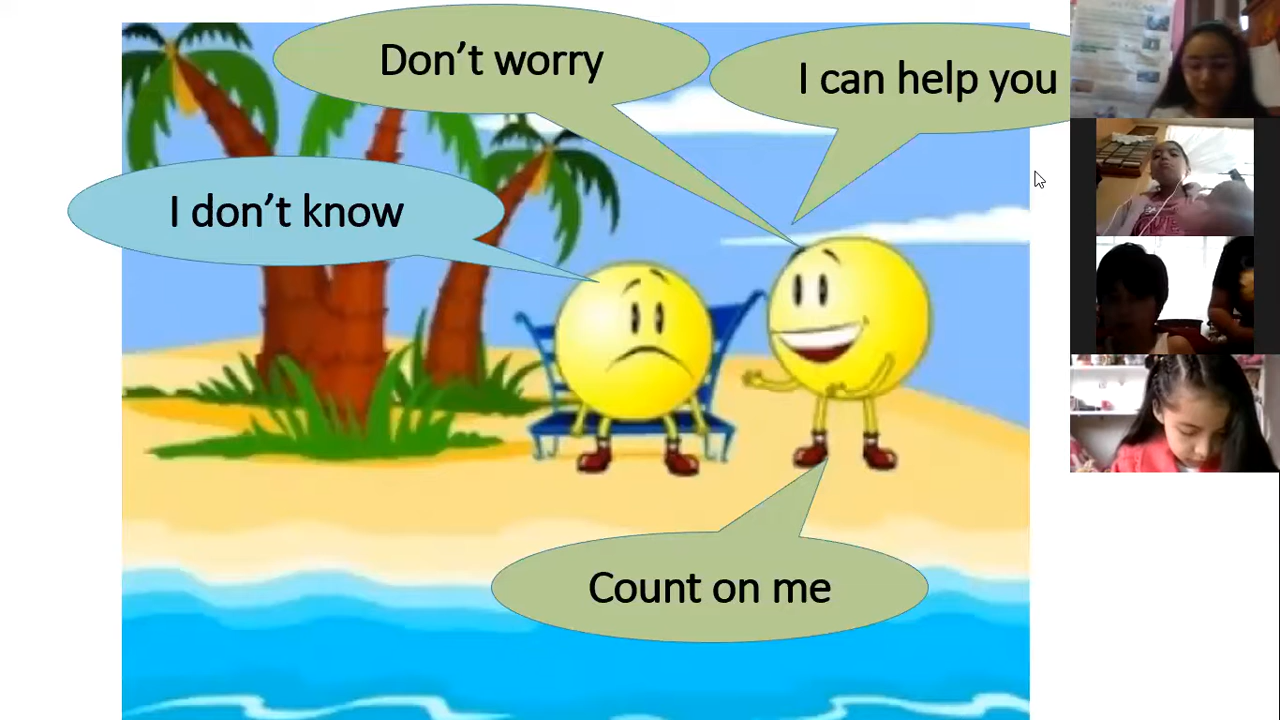 Don’t worry
I can help you
I don’t know
Count on me